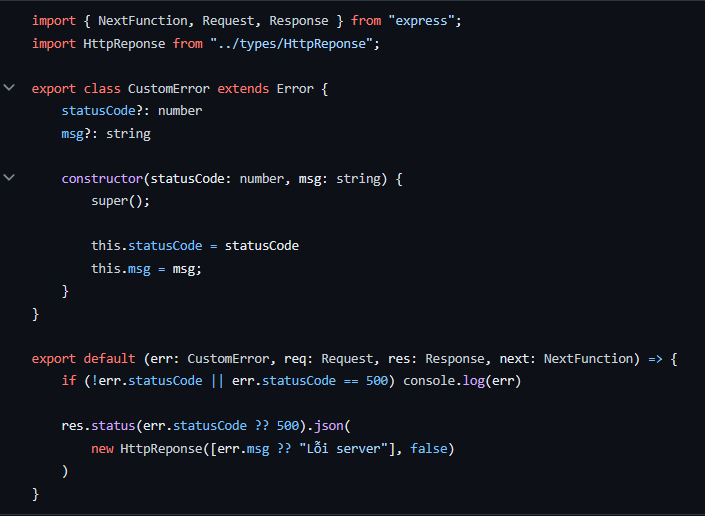 import { NextFunction, Request, Response } from "express";
import HttpReponse from "../types/HttpReponse";
export class CustomError extends Error {
statusCode?: number
msg?: string
constructor(statusCode: number, msg: string) {
super();
this.statusCode = statusCode
this.msg = msg;
}
}
export default (err: CustomError, req: Request, res: Response, next: NextFunction) => {
if (!err.statusCode || err.statusCode == 500) console.log(err)
res.status(err.statusCode ?? 500).json(
new HttpReponse([err.msg ?? "Lỗi server"], false)
)
}